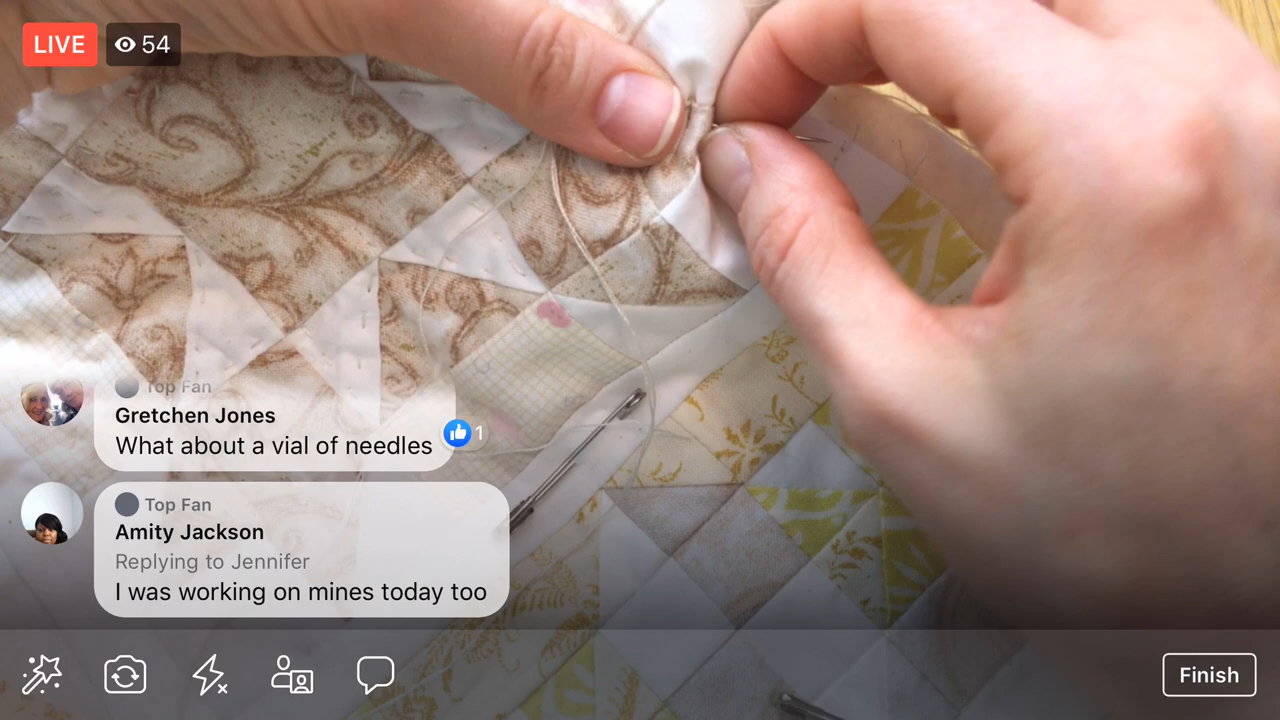 LIVE 54
Top Fan
Gretchen Jones
What about a vial of needles
1
Top Fan
Amity Jackson
Replying to Jennifer
I was working on mines today too
Finish